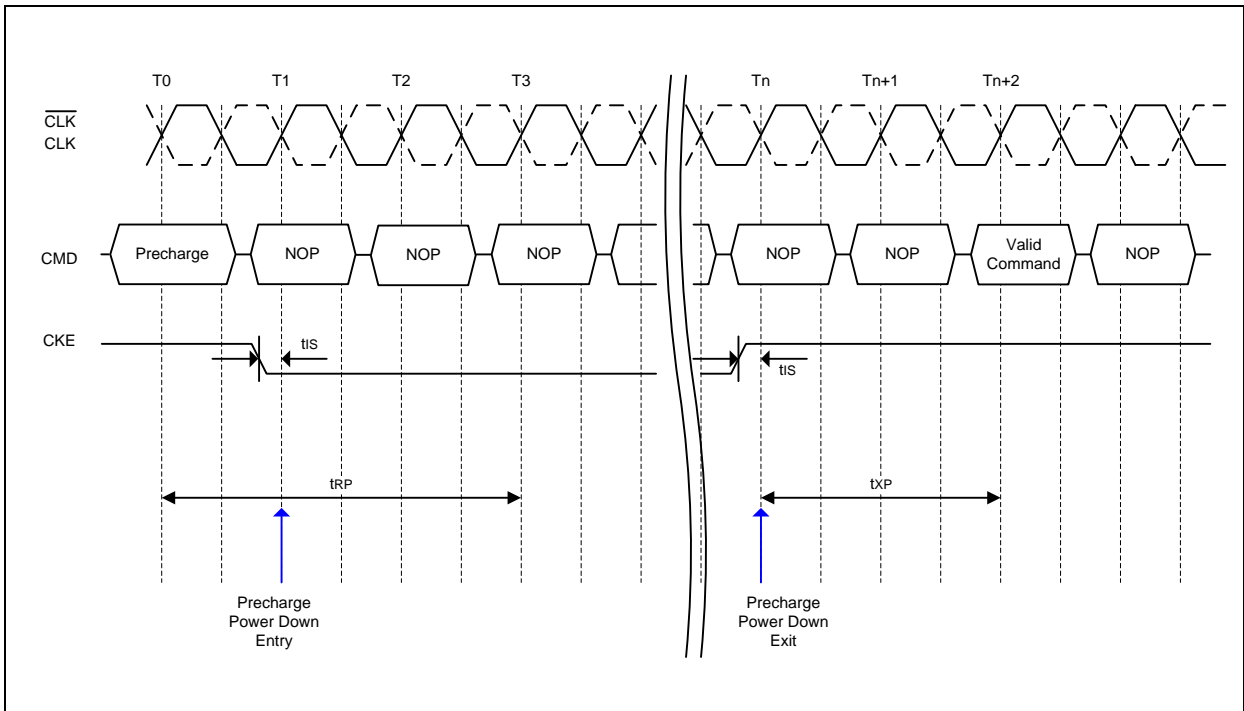 T0 T1 T2 T3 Tn Tn+1 Tn+2
CLK
CLK
CMD Precharge NOP NOP NOP NOP NOP Valid Command NOP
CKE
tIS
tIS
tRP tXP
Precharge
Power Down
Entry
Precharge
Power Down
Exit